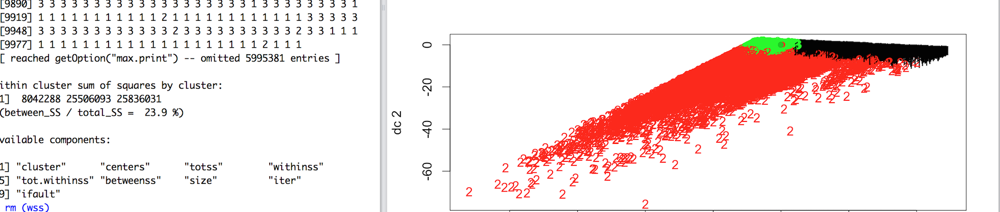 [9890] 3 3 3 3 3 3 3 3 3 3 3 3 3 3 3 3 3 3 3 1 3 3 3 3 3 3 3 3 1
[9919] 1 1 1 1 1 1 1 1 1 1 1 2 1 1 1 1 1 1 1 1 1 1 1 1 3 3 3 3 3
[9948] 3 3 3 3 3 3 3 3 3 3 3 3 2 3 3 3 3 3 3 3 3 3 3 2 3 3 1 1 1
[9977] 1 1 1 1 1 1 1 1 1 1 1 1 1 1 1 1 1 1 1 1 2 1 1 1
[ reached getOption("max.print") -- omitted 5995381 entries ]
ithin cluster sum of squares by cluster:
1] 8042288 25506093 25836031
(between_SS / total_SS = 23.9 %)
vailable components:
1] "cluster" "centers" "totss" "withinss"
5] "tot.withinss" "betweenss" "size" "iter"
9] "ifault"
rm (wss)
dc 2
0
-20
-40
-60